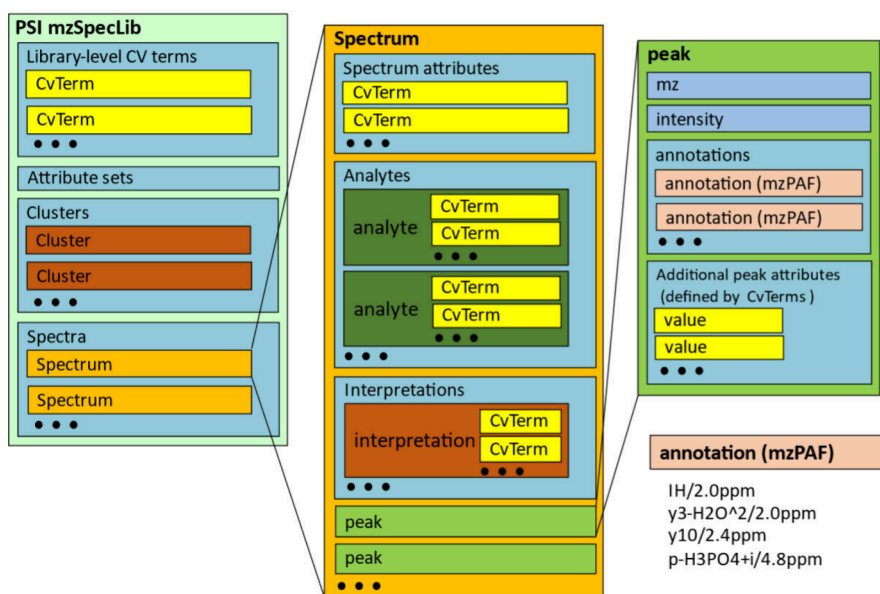 PSI mzSpecLib
Library-level CV terms
CvTerm
CvTerm
Attribute sets
Clusters
Cluster
Cluster
Spectra
Spectrum
Spectrum
Spectrum
Spectrum attributes
CvTerm
CvTerm
Analytes
analyte
CvTerm
CvTerm
analyte
CvTerm
CvTerm
Interpretations
interpretation
CvTerm
CvTerm
peak
peak
peak
mz
intensity
annotations
annotation (mzPAF)
annotation (mzPAF)
Additional peak attributes
(defined by CvTerms)
value
value
annotation (mzPAF)
IH/2.0ppm
y3-H2O^2/2.0ppm
y10/2.4ppm
p-H3PO4+i/4.8ppm